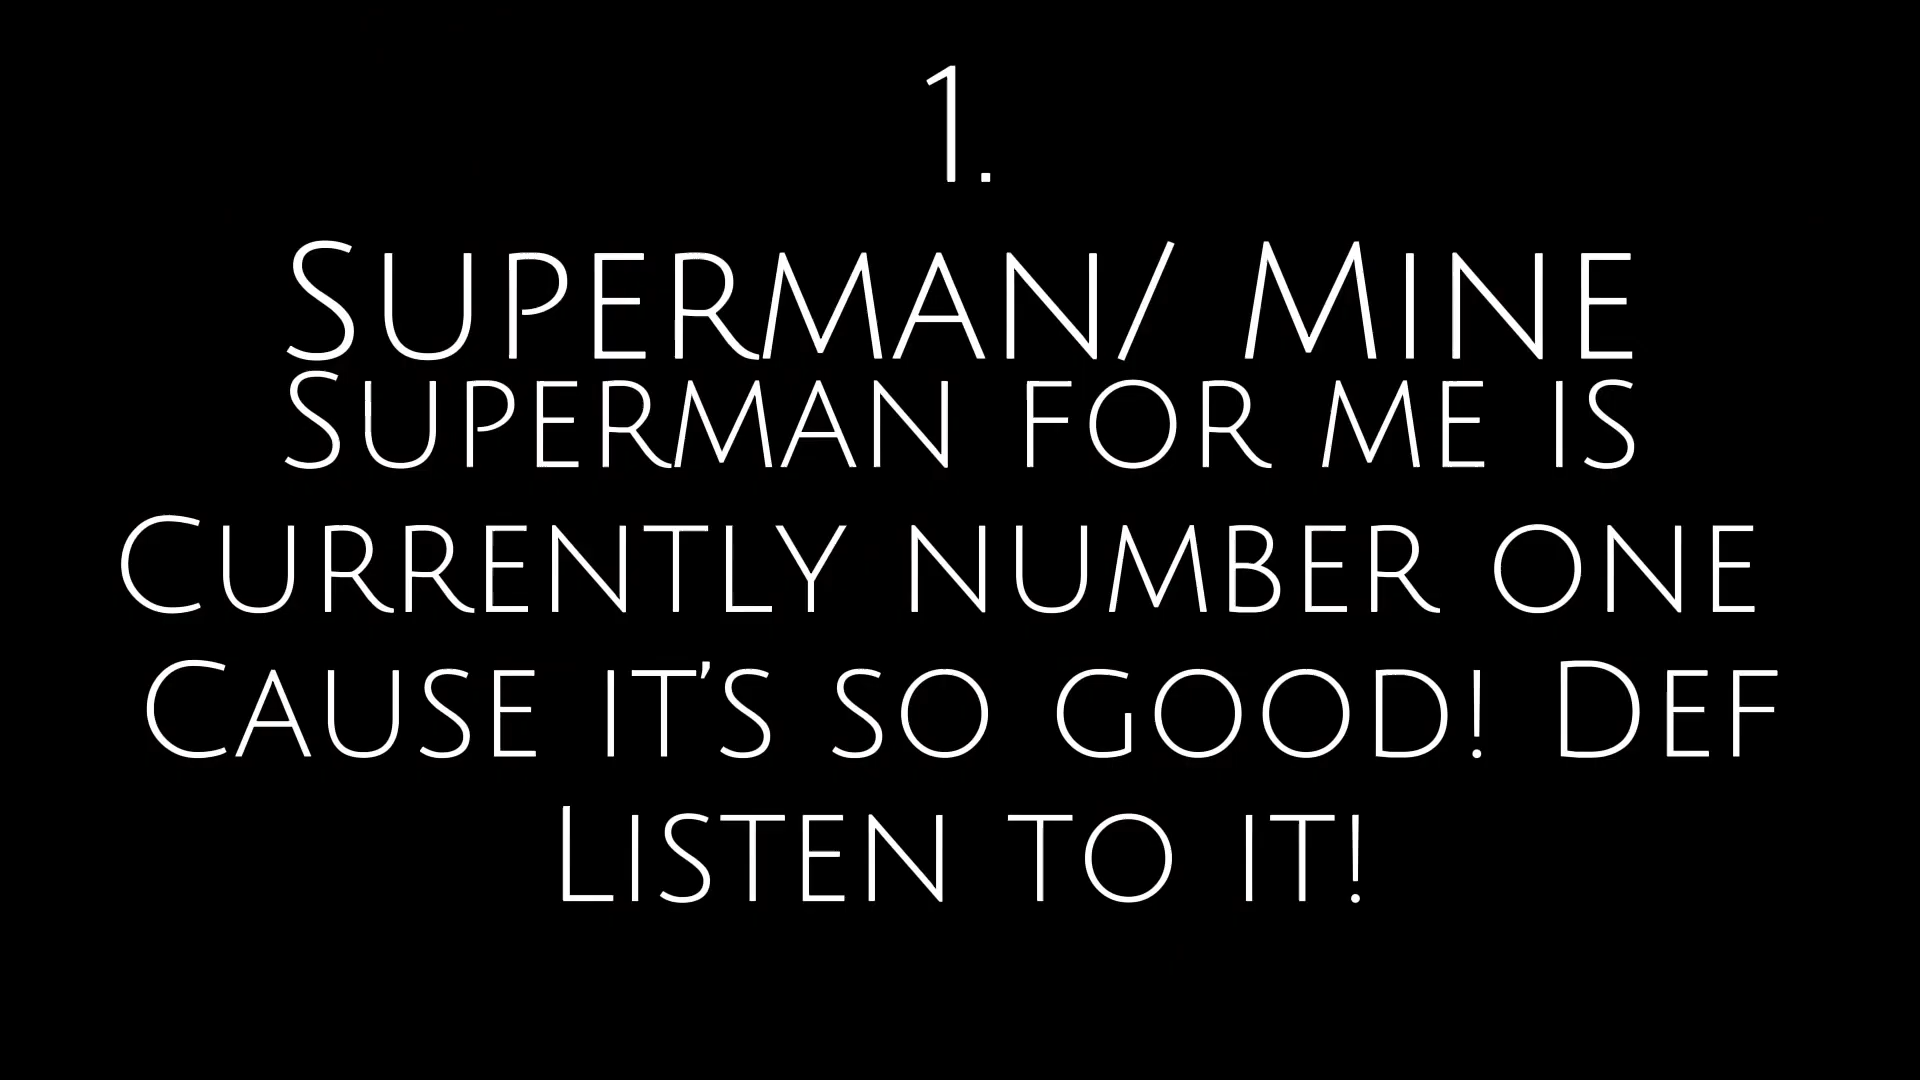 1.
Superman/ Mine
Superman for me is
Currently number one
Cause it's so good! Def
Listen to it!